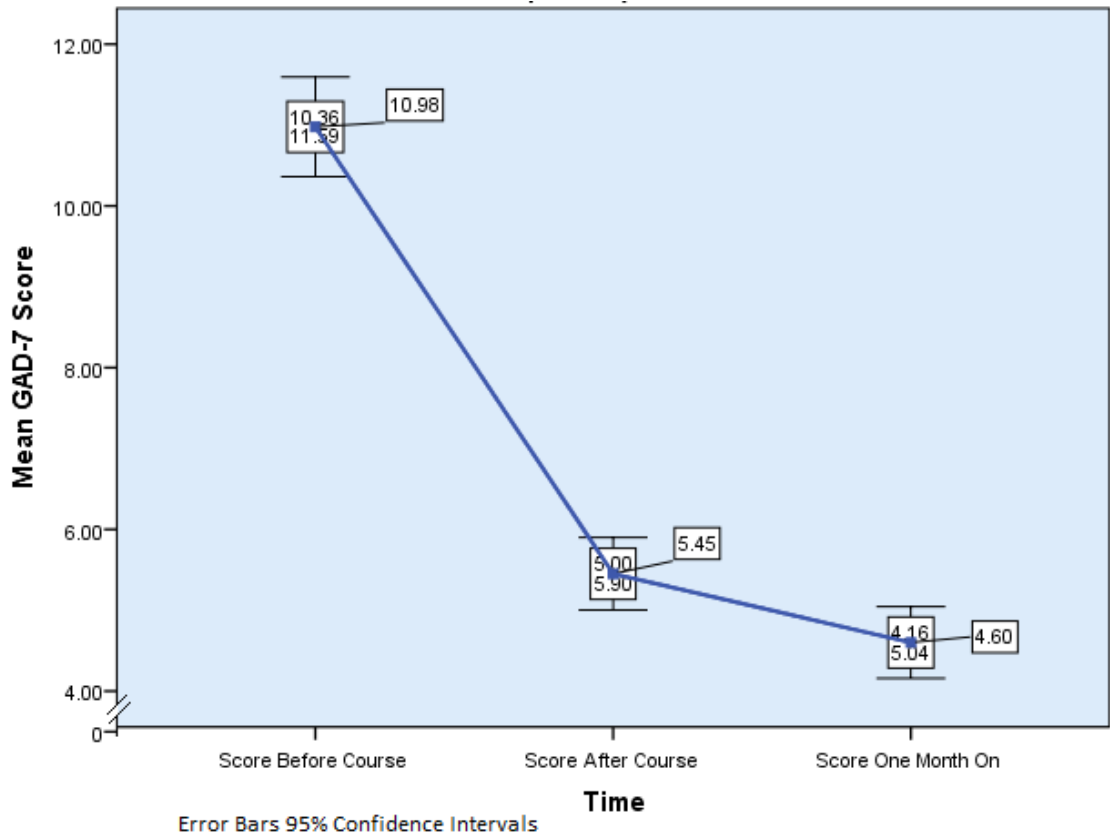 12.00
10.00
8.00
6.00
4.00
0
Mean GAD-7 Score
10.36
11.59
10.98
5.00
5.90
5.45
4.16
5.04
4.60
Score Before Course
Score After Course
Score One Month On
Time
Error Bars 95% Confidence Intervals